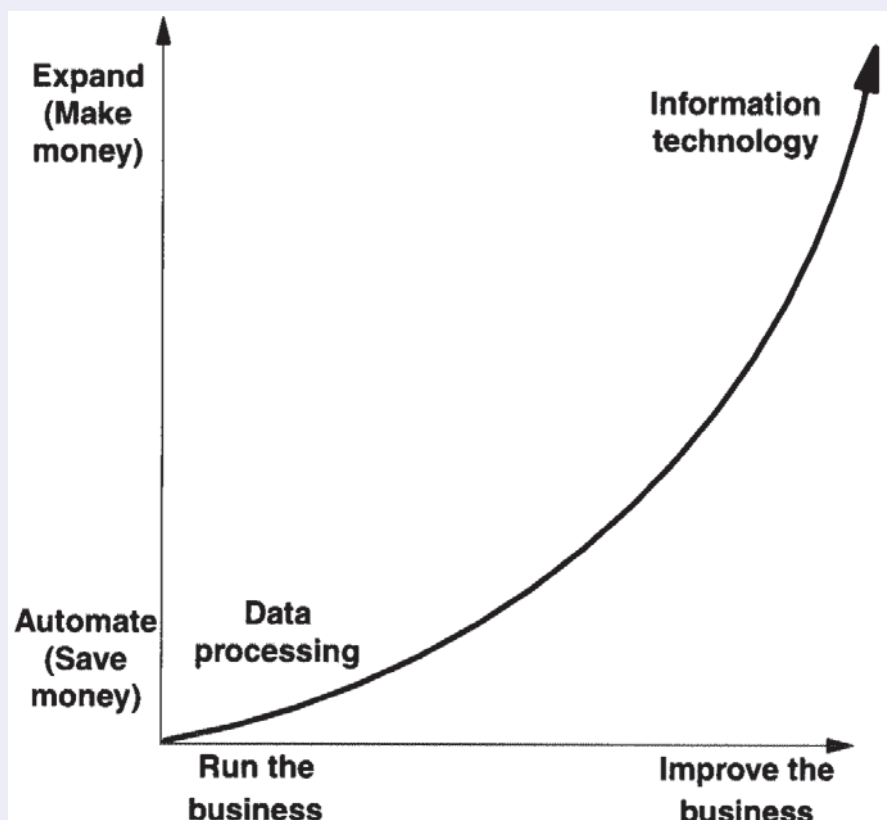 Expand
(Make
money)
Information
technology
Automate
(Save
money)
Data
processing
Run the
business
Improve the
business